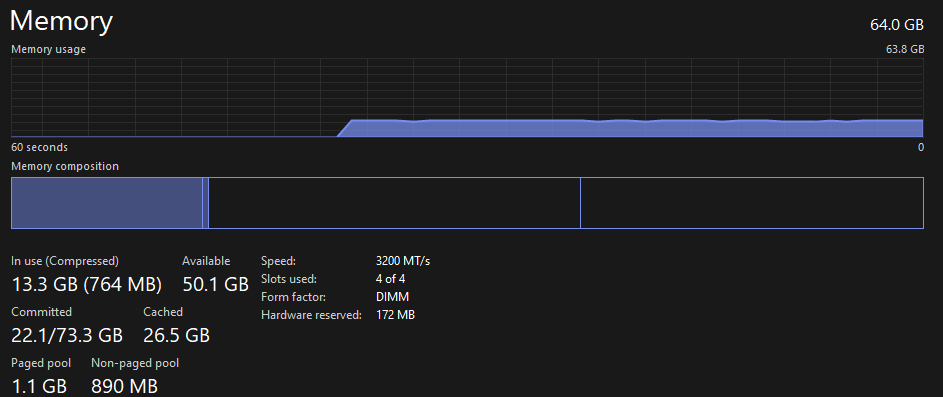 Memory 64.0 GB
Memory usage 63.8 GB
60 seconds 0
Memory composition
In use (Compressed) Available Speed: 3200 MT/s
13.3 GB (764 MB) 50.1 GB Slots used: 4 of 4
Form factor: DIMM
Committed Cached Hardware reserved: 172 MB
22.1/73.3 GB 26.5 GB
Paged pool Non-paged pool
1.1 GB 890 MB